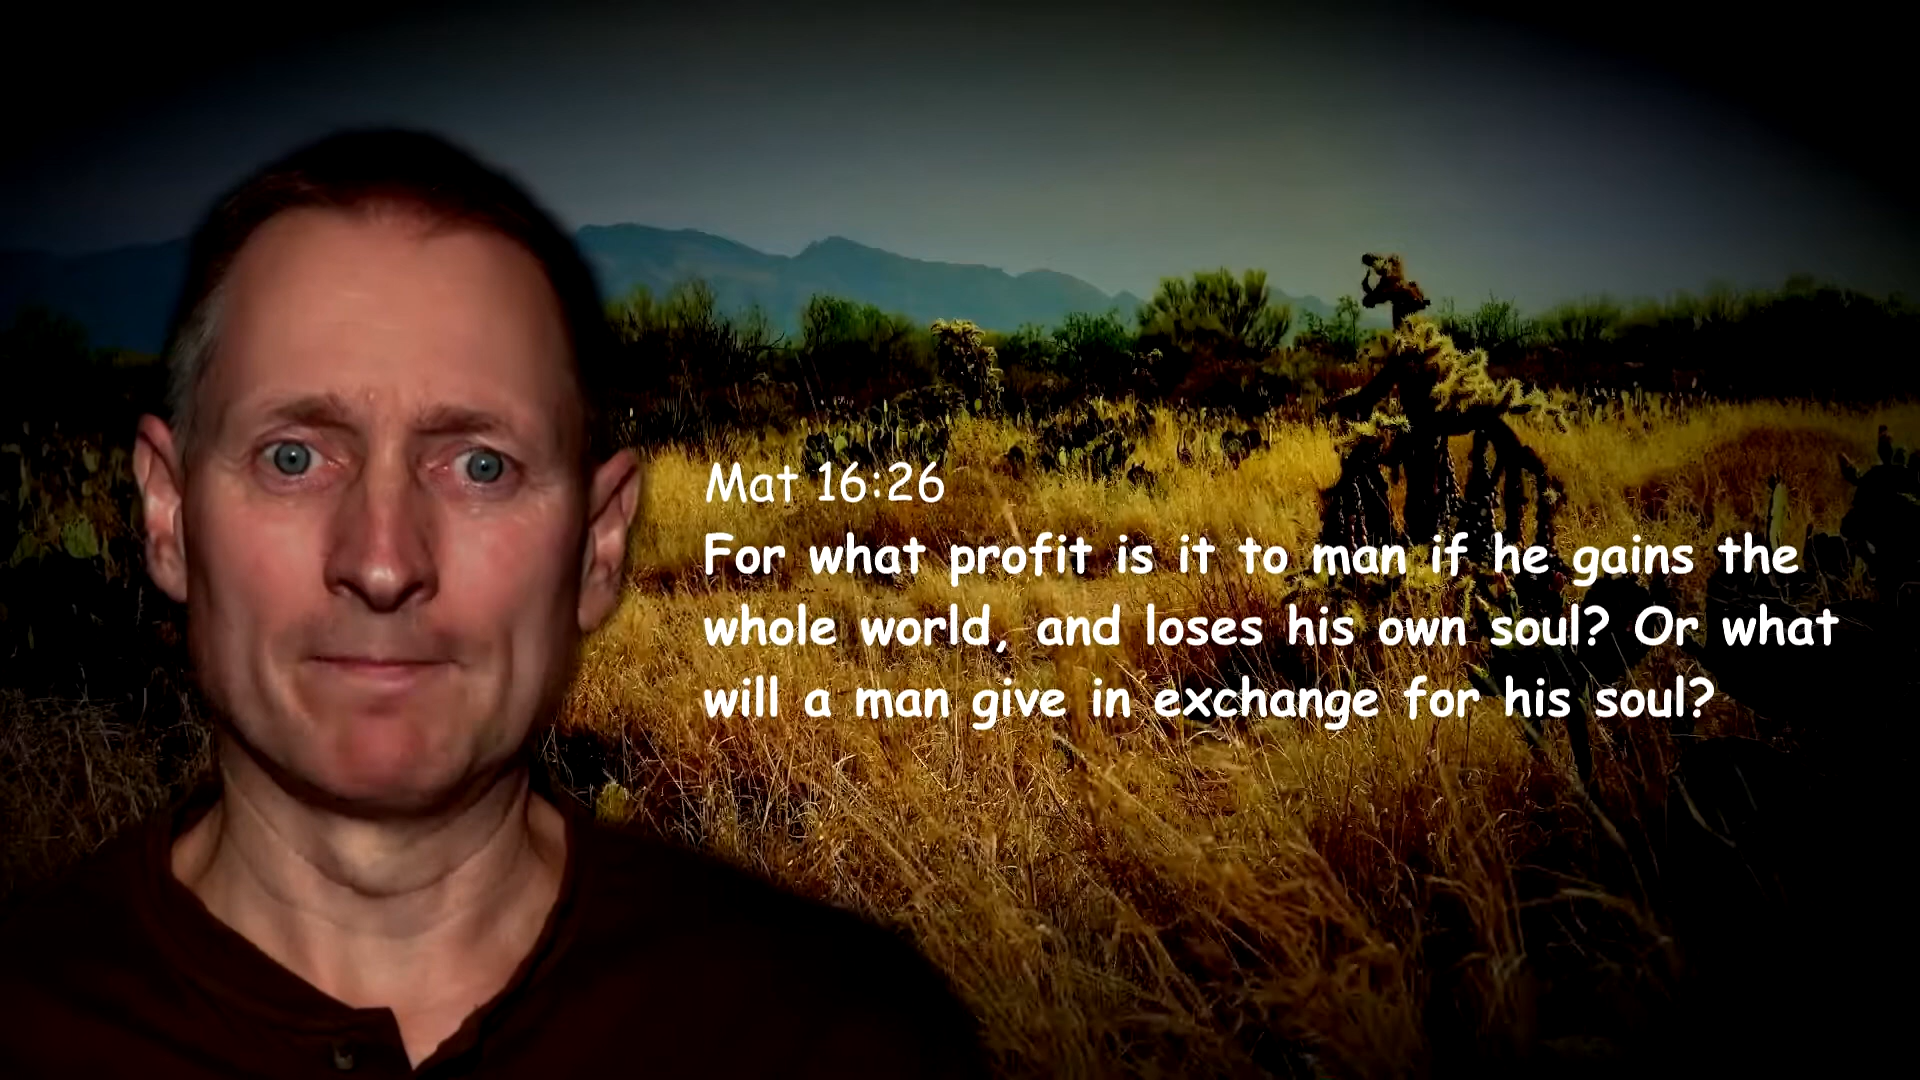 Mat 16:26
For what profit is it to man if he gains the
whole world, and loses his own soul? Or what
will a man give in exchange for his soul?